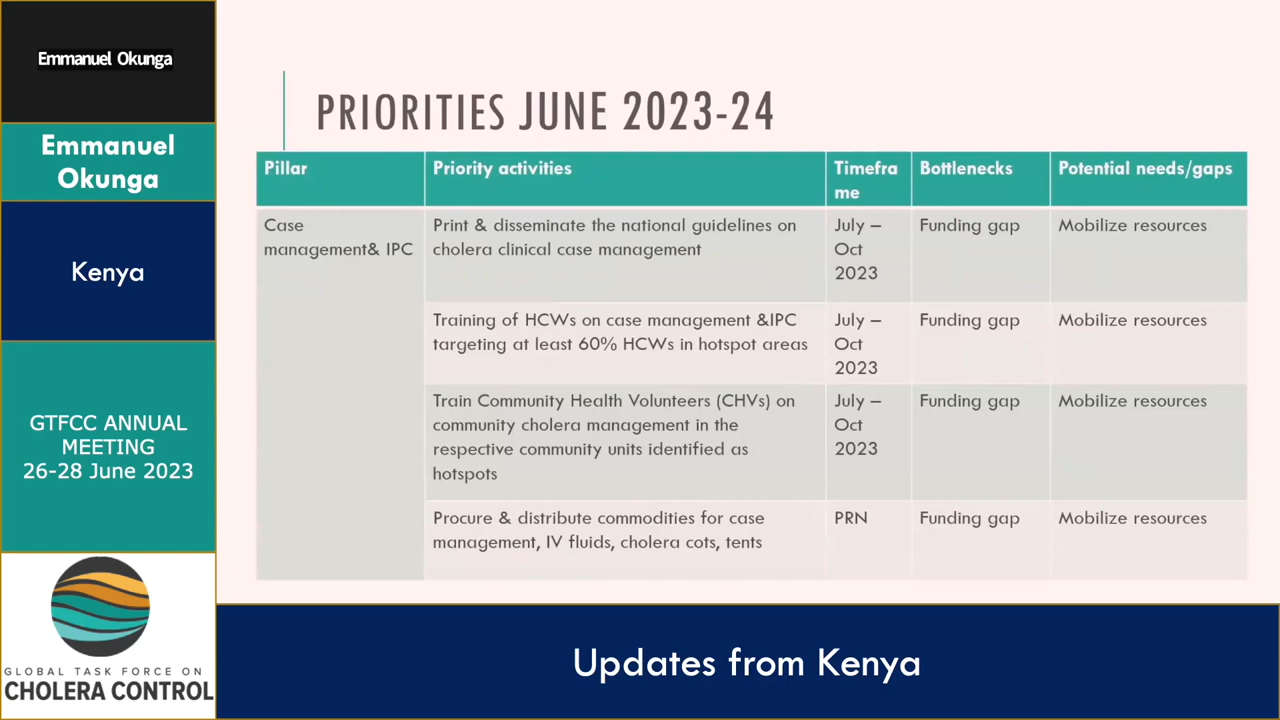 Emmanuel Okunga
Emmanuel
Okunga
Kenya
GTFCC ANNUAL
MEETING
26-28 June 2023
GLOBAL TASK FORCE ON
CHOLERA CONTROL
PRIORITIES JUNE 2023-24
Pillar
Priority activities
Timefra
me
Bottlenecks
Potential needs/gaps
Case
management& IPC
Print & disseminate the national guidelines on
cholera clinical case management
July –
Oct
2023
Funding gap
Mobilize resources
Training of HCWs on case management &IPC
targeting at least 60% HCWs in hotspot areas
July –
Oct
2023
Funding gap
Mobilize resources
Train Community Health Volunteers (CHVs) on
community cholera management in the
respective community units identified as
hotspots
July –
Oct
2023
Funding gap
Mobilize resources
Procure & distribute commodities for case
management, IV fluids, cholera cots, tents
PRN
Funding gap
Mobilize resources
Updates from Kenya